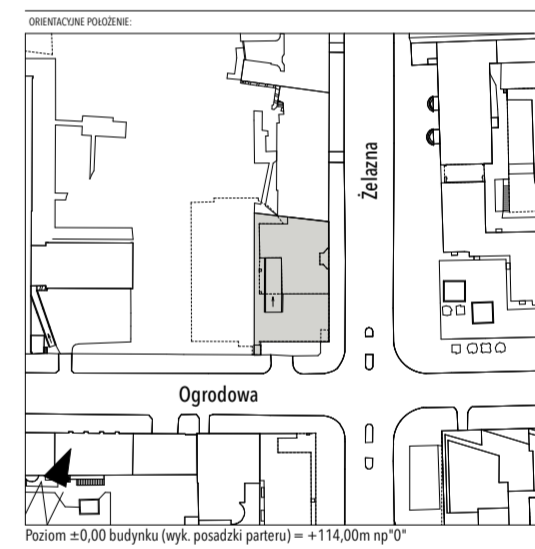 ORIENTACYJNE POŁOŻENIE:
Żelazna
Ogrodowa
Poziom ±0,00 budynku (wyk. posadzki parteru) = +114,00m np"0"